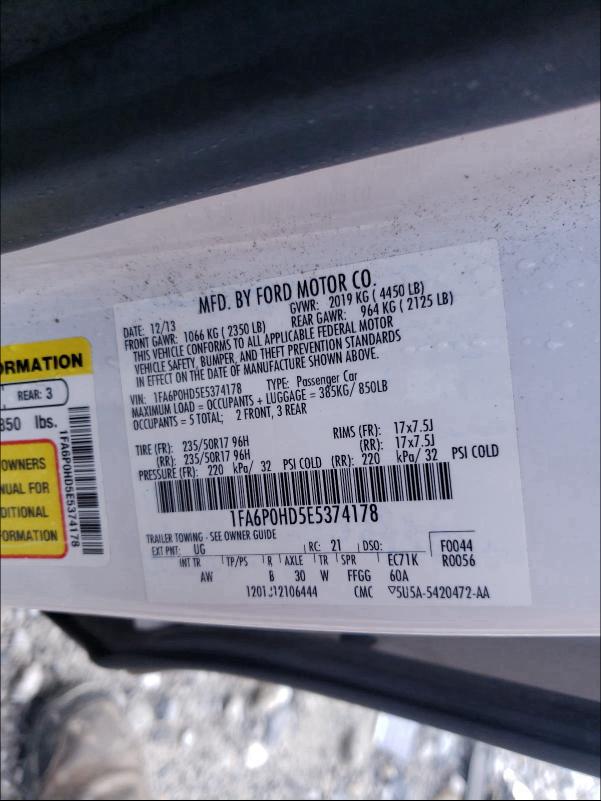 MFD. BY FORD MOTOR CO.
DATE: 12/13 GVWR: 2019 KG ( 4450 LB)
FRONT GAWR: 1066 KG ( 2350 LB) REAR GAWR: 964 KG ( 2125 LB)
THIS VEHICLE CONFORMS TO ALL APPLICABLE FEDERAL MOTOR
VEHICLE SAFETY, BUMPER, AND THEFT PREVENTION STANDARDS
IN EFFECT ON THE DATE OF MANUFACTURE SHOWN ABOVE.
VIN: 1FA6P0HD5E5374178 TYPE: Passenger Car
MAXIMUM LOAD = OCCUPANTS + LUGGAGE = 385KG/ 850LB
OCCUPANTS = 5 TOTAL; 2 FRONT, 3 REAR
TIRE (FR): 235/50R17 96H RIMS (FR): 17x7.5J
(RR): 235/50R17 96H (RR): 17x7.5J
PRESSURE (FR): 220 kPa/ 32 PSI COLD (RR): 220 kPa/ 32 PSI COLD
1FA6P0HD5E5374178
TRAILER TOWING - SEE OWNER GUIDE
EXT PNT: UG RC: 21 DSO: F0044
INT TR TP/PS R AXLE TR SPR EC71K R0056
AW B 30 W FFGG 60A
12106444 CMC 5U5A-5420472-AA
ORMATION
REAR: 3
850 lbs.
OWNERS
NUAL FOR
DITIONAL
FORMATION
1FA6P0HD5E5374178